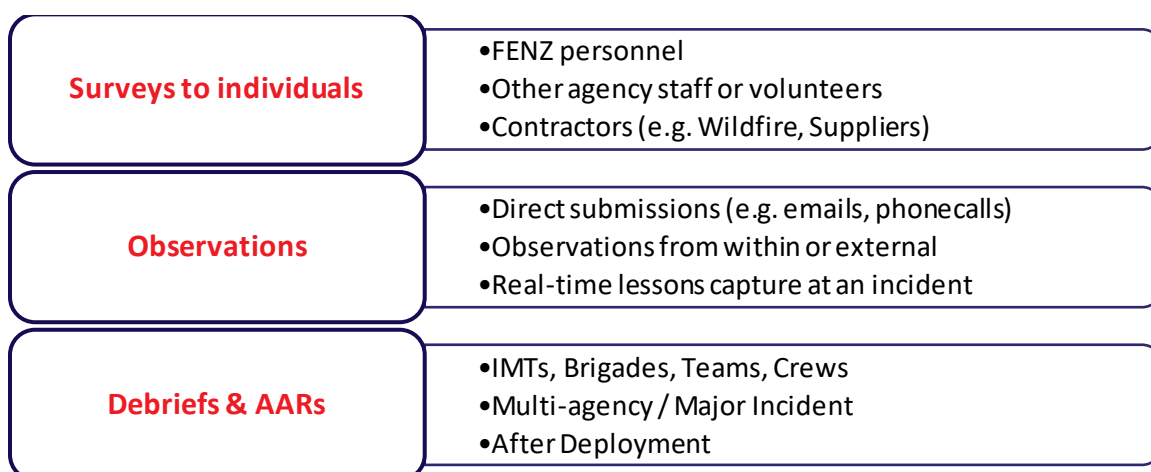 Surveys to individuals
•FENZ personnel
•Other agency staff or volunteers
•Contractors (e.g. Wildfire, Suppliers)
Observations
•Direct submissions (e.g. emails, phonecalls)
•Observations from within or external
•Real-time lessons capture at an incident
Debriefs & AARs
•IMTs, Brigades, Teams, Crews
•Multi-agency / Major Incident
•After Deployment